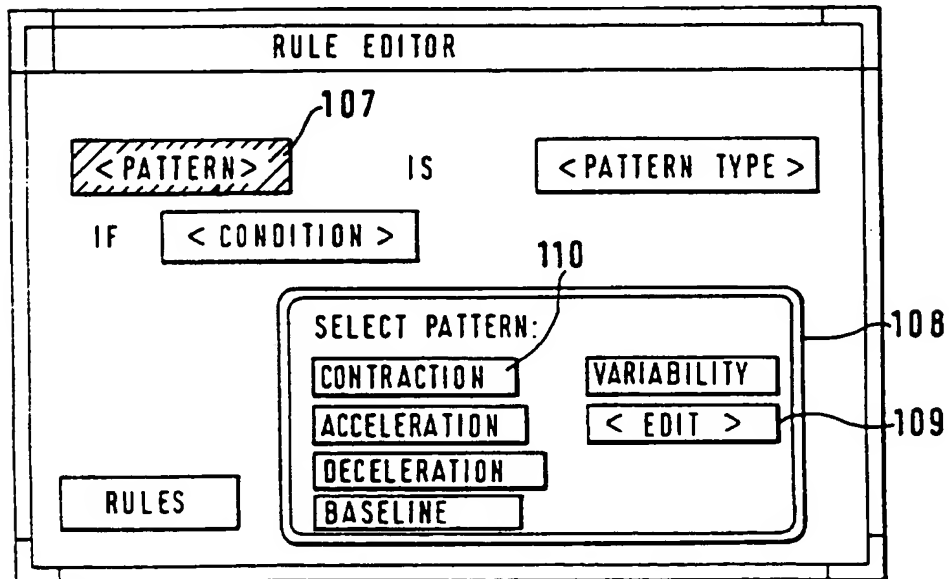 RULE EDITOR
107
<PATTERN> IS <PATTERN TYPE>
IF <CONDITION>
110
SELECT PATTERN:
108
CONTRACTION VARIABILITY
ACCELERATION <EDIT> 109
DECELERATION
RULES
BASELINE